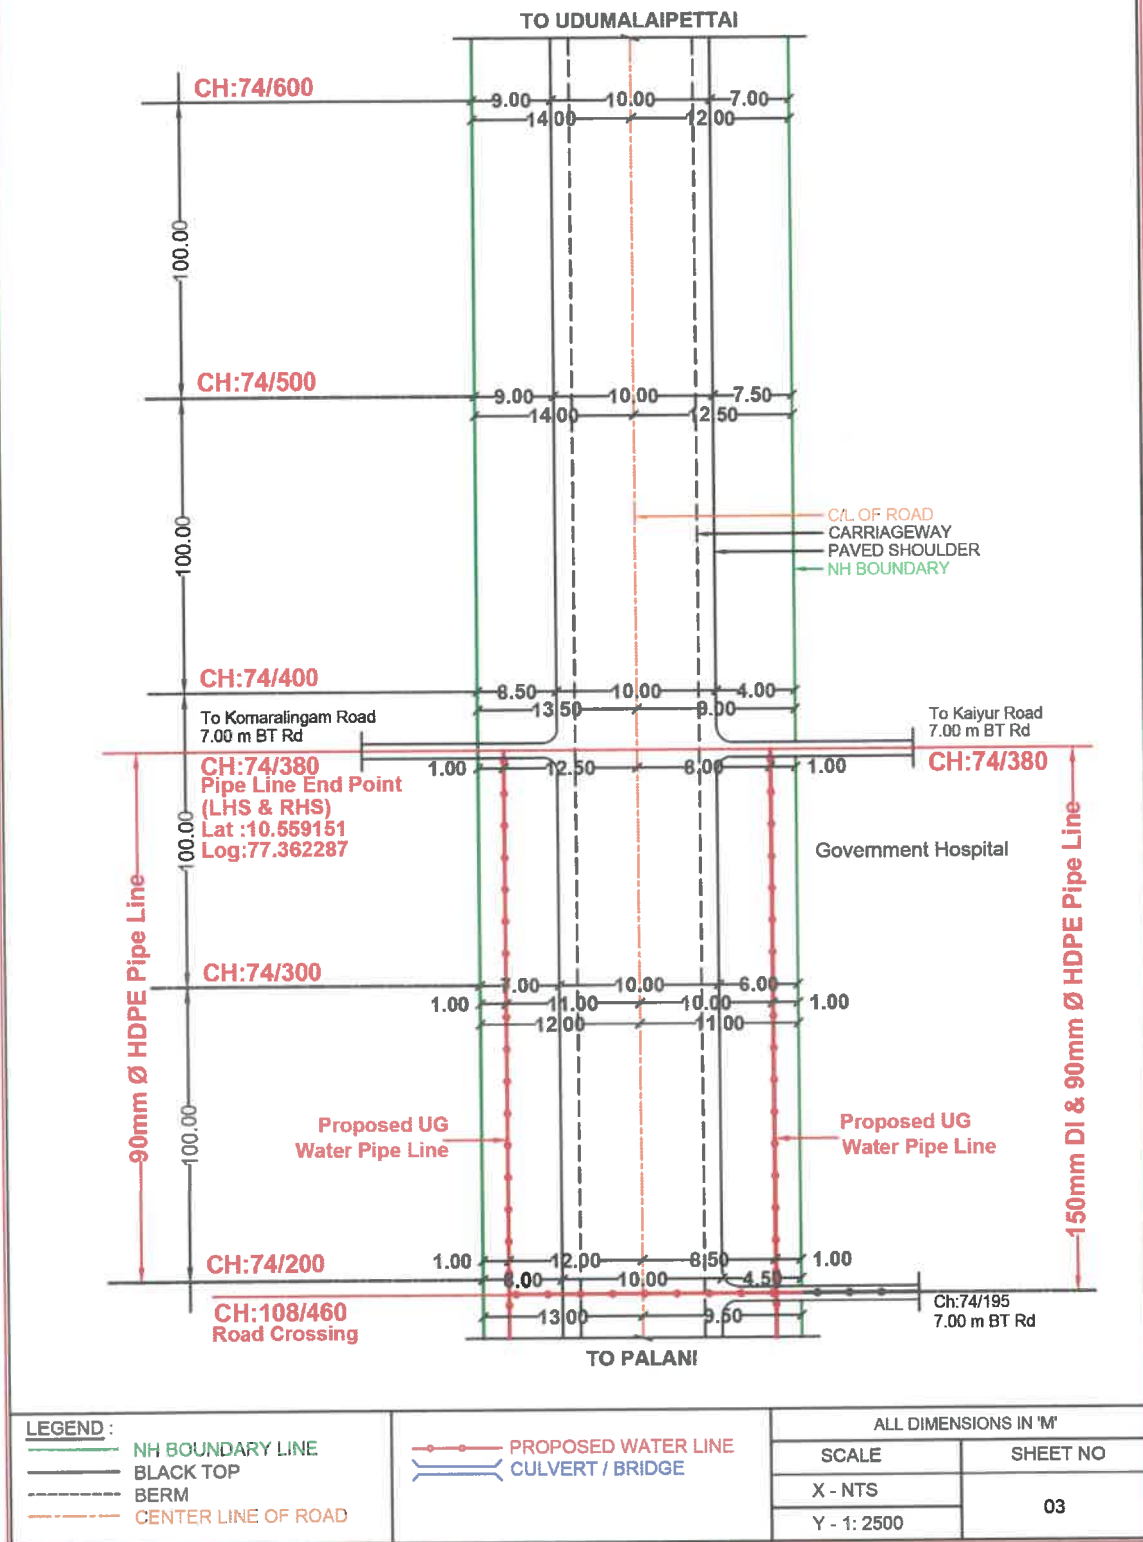 TO UDUMALAIPETTAI
CH:74/600
9.00 10.00 7.00
14.00 12.00
100.00
CH:74/500
9.00 10.00 7.50
14.00 12.50
C/L OF ROAD
CARRIAGEWAY
PAVED SHOULDER
NH BOUNDARY
100.00
CH:74/400
8.50 10.00 4.00
13.50 9.00
To Komaralingam Road
7.00 m BT Rd
To Kaiyur Road
7.00 m BT Rd
CH:74/380
1.00 12.50 8.00 1.00
CH:74/380
Pipe Line End Point
(LHS & RHS)
Lat :10.559151
Log:77.362287
100.00
Government Hospital
90mm Ø HDPE Pipe Line
150mm DI & 90mm Ø HDPE Pipe Line
CH:74/300
7.00 10.00 6.00
1.00 11.00 10.00 1.00
12.00 11.00
100.00
Proposed UG
Water Pipe Line
Proposed UG
Water Pipe Line
CH:74/200
1.00 12.00 8.50 1.00
8.00 10.00 4.50
CH:108/460
Road Crossing
13.00 9.50
Ch:74/195
7.00 m BT Rd
TO PALANI
LEGEND :
NH BOUNDARY LINE
BLACK TOP
BERM
CENTER LINE OF ROAD
PROPOSED WATER LINE
CULVERT / BRIDGE
ALL DIMENSIONS IN 'M'
SCALE
SHEET NO
X - NTS
Y - 1: 2500
03